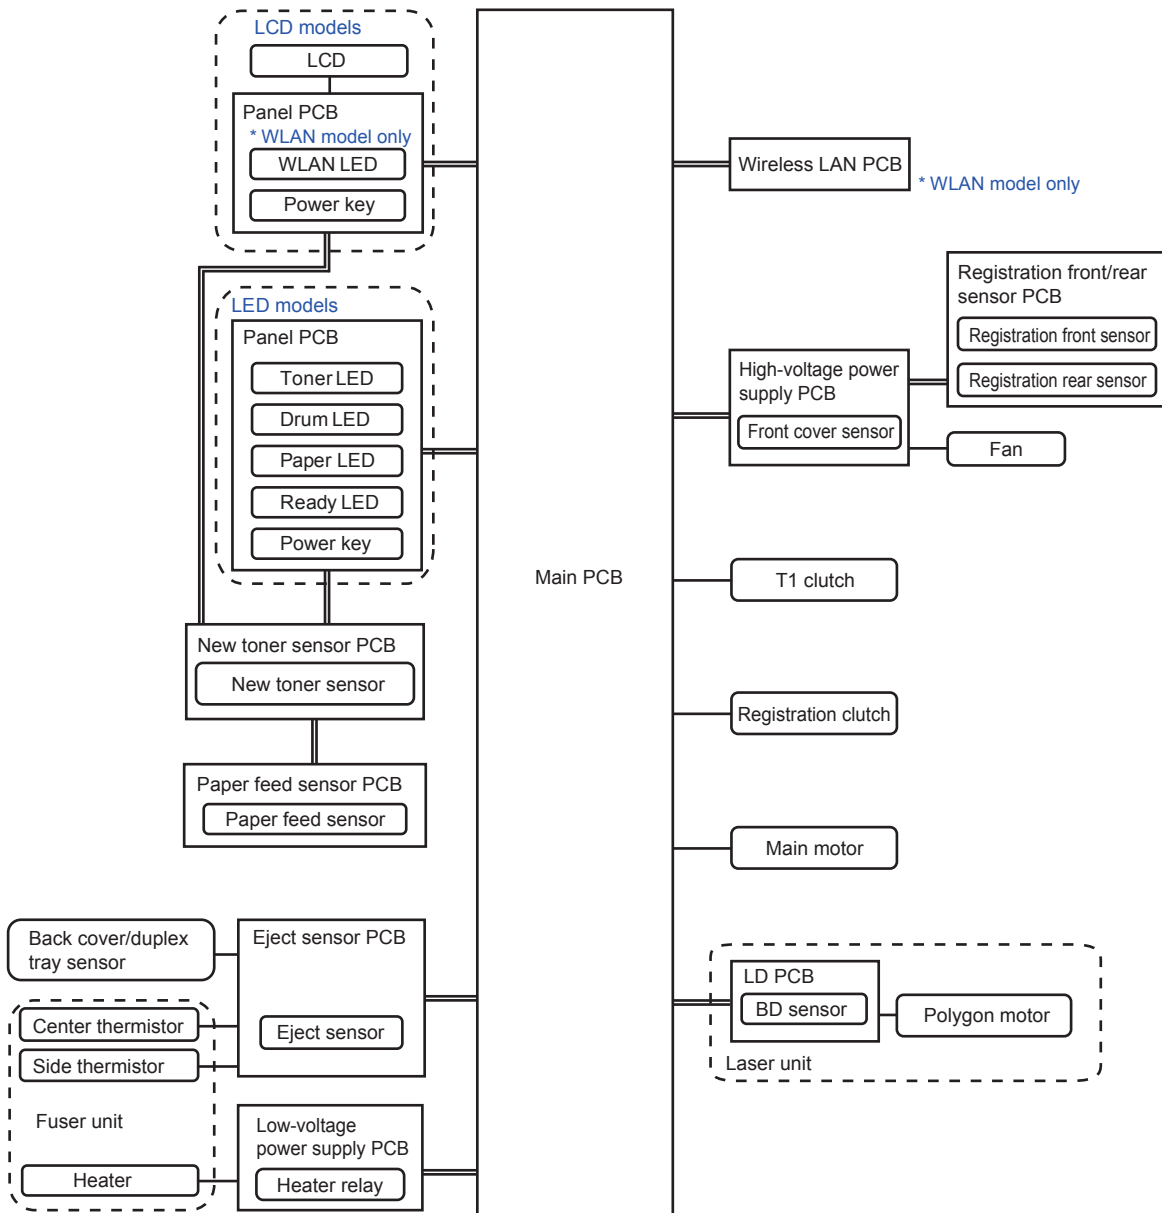 LCD models
LCD
Panel PCB
* WLAN model only
WLAN LED
Power key
LED models
Panel PCB
Toner LED
Drum LED
Paper LED
Ready LED
Power key
New toner sensor PCB
New toner sensor
Paper feed sensor PCB
Paper feed sensor
Back cover/duplex
tray sensor
Eject sensor PCB
Eject sensor
Center thermistor
Side thermistor
Fuser unit
Heater
Low-voltage
power supply PCB
Heater relay
Main PCB
Wireless LAN PCB
* WLAN model only
Registration front/rear
sensor PCB
Registration front sensor
Registration rear sensor
High-voltage power
supply PCB
Front cover sensor
Fan
T1 clutch
Registration clutch
Main motor
LD PCB
BD sensor
Polygon motor
Laser unit